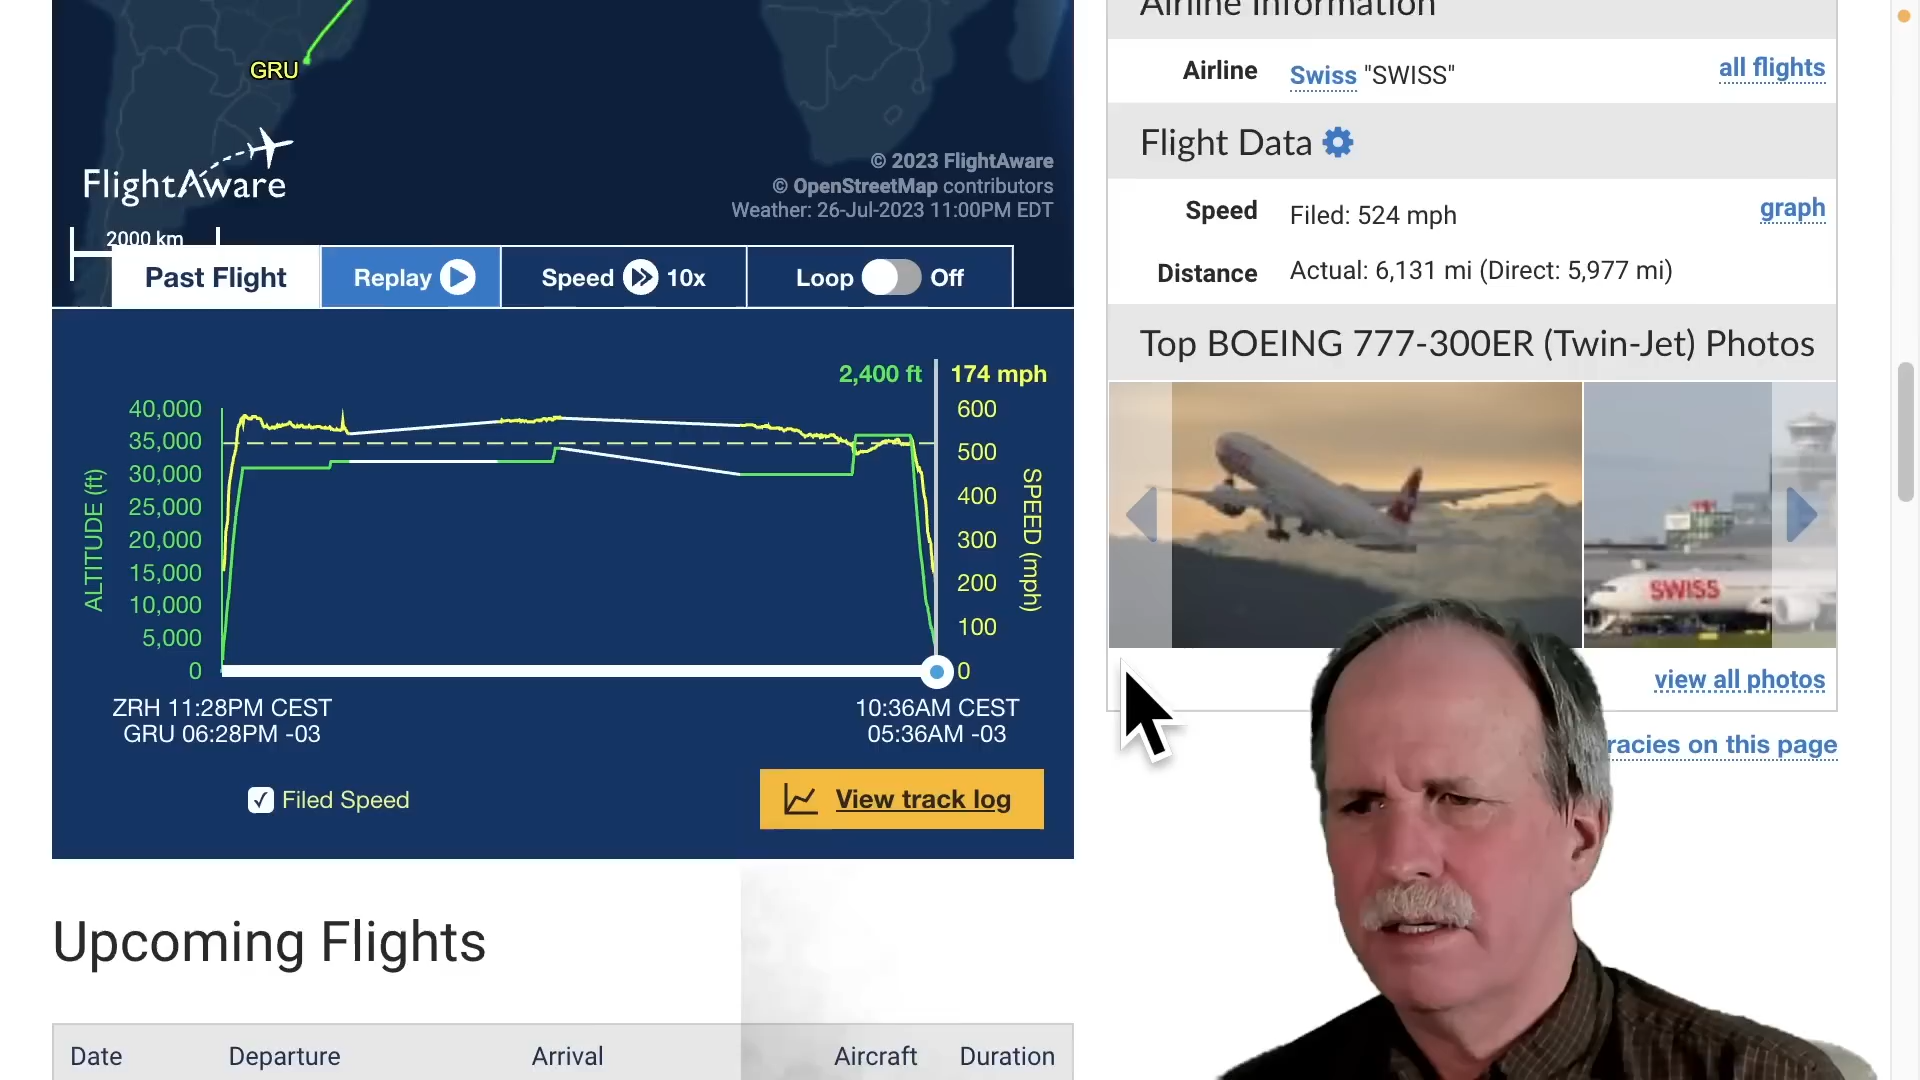 GRU
FlightAware
© 2023 FlightAware
© OpenStreetMap contributors
Weather: 26-Jul-2023 11:00PM EDT
2000 km
Past Flight
Replay
Speed 10x
Loop Off
2,400 ft
174 mph
ALTITUDE (ft)
40,000
35,000
30,000
25,000
20,000
15,000
10,000
5,000
0
600
500
400
300
200
100
0
SPEED (mph)
ZRH 11:28PM CEST
GRU 06:28PM -03
10:36AM CEST
05:36AM -03
Filed Speed
View track log
Upcoming Flights
Date Departure Arrival Aircraft Duration
Airline Information
Airline Swiss "SWISS" all flights
Flight Data
Speed Filed: 524 mph graph
Distance Actual: 6,131 mi (Direct: 5,977 mi)
Top BOEING 777-300ER (Twin-Jet) Photos
SWISS
view all photos
racies on this page